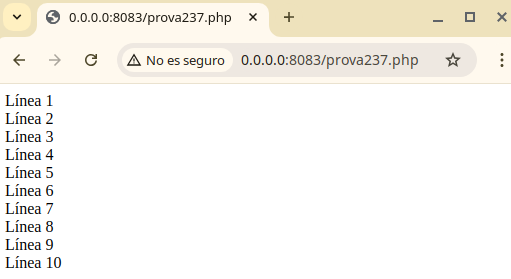 0.0.0.0:8083/prova237.php
No es seguro 0.0.0.0:8083/prova237.php
Línea 1
Línea 2
Línea 3
Línea 4
Línea 5
Línea 6
Línea 7
Línea 8
Línea 9
Línea 10